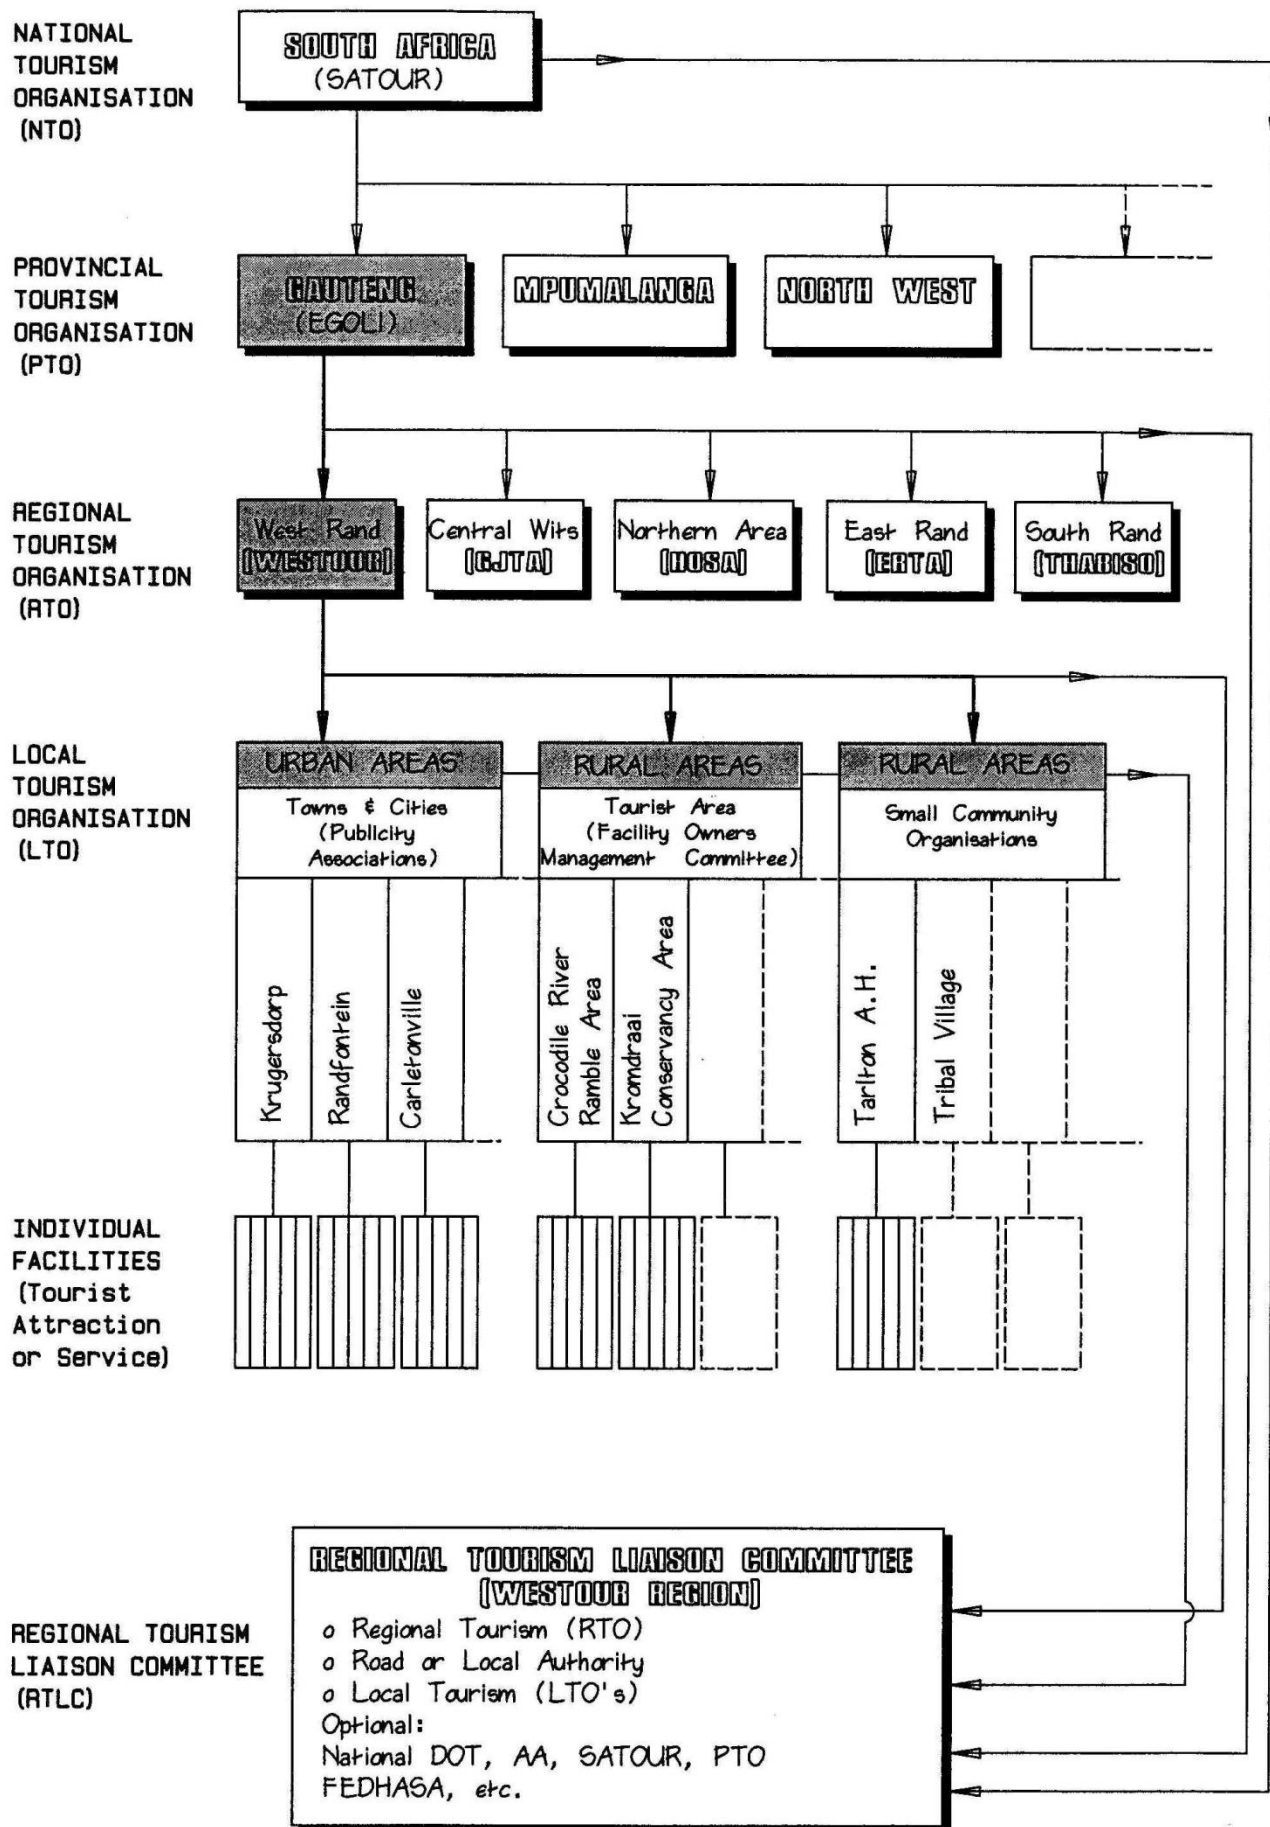 NATIONAL
TOURISM
ORGANISATION
(NTO)
SOUTH AFRICA
(SATOUR)
PROVINCIAL
TOURISM
ORGANISATION
(PTO)
GAUTENG
(EGOLI)
MPUMALANGA
NORTH WEST
REGIONAL
TOURISM
ORGANISATION
(RTO)
West Rand
(WESTOUR)
Central Wits
(GJTA)
Northern Area
(HOSA)
East Rand
(ERTA)
South Rand
(THABISO)
LOCAL
TOURISM
ORGANISATION
(LTO)
URBAN AREAS
Towns & Cities
(Publicity
Associations)
RURAL AREAS
Tourist Area
(Facility Owners
Management Committee)
RURAL AREAS
Small Community
Organisations
Krugersdorp
Randfontein
Carletonville
Crocodile River
Ramble Area
Kromdraai
Conservancy Area
Tarlton A.H.
Tribal Village
INDIVIDUAL
FACILITIES
(Tourist
Attraction
or Service)
REGIONAL TOURISM
LIAISON COMMITTEE
(RTLC)
REGIONAL TOURISM LIAISON COMMITTEE
(WESTOUR REGION)
o Regional Tourism (RTO)
o Road or Local Authority
o Local Tourism (LTO's)
Optional:
National DOT, AA, SATOUR, PTO
FEDHASA, etc.